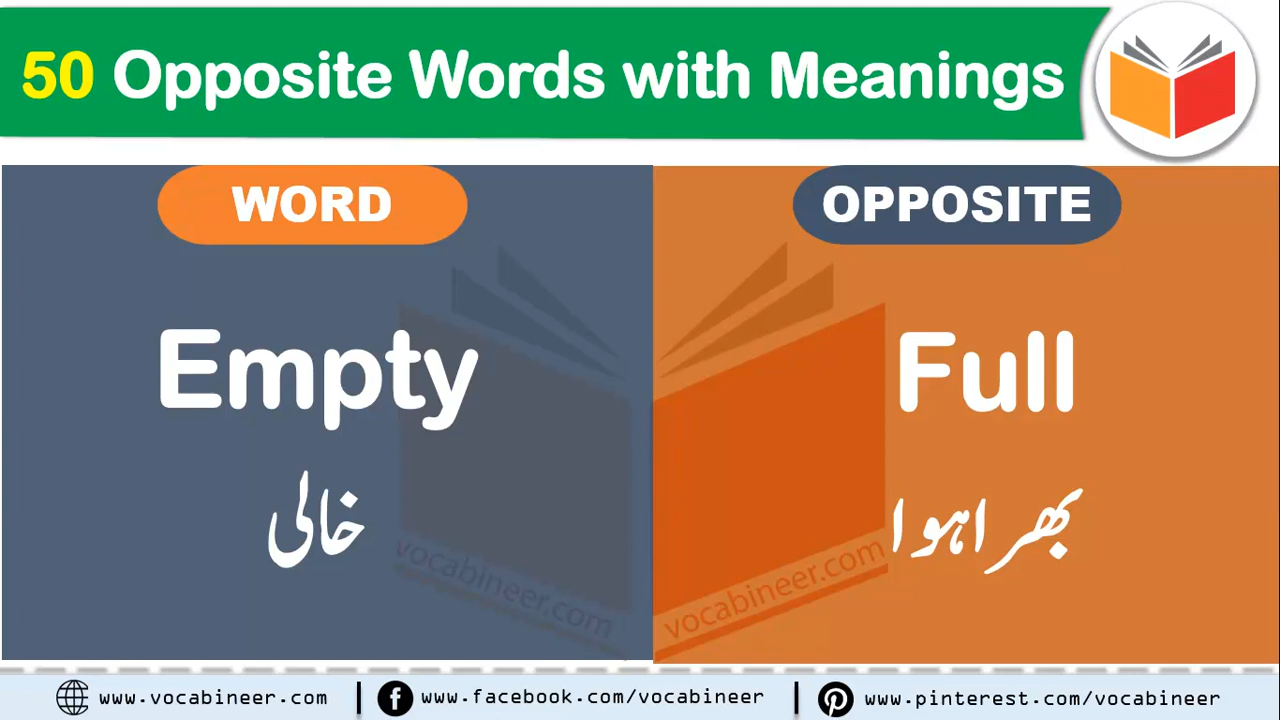 50 Opposite Words with Meanings
WORD
OPPOSITE
Empty
Full
خالی
بھرا ہوا
vocabineer.com
vocabineer.com
www.vocabineer.com
www.facebook.com/vocabineer
www.pinterest.com/vocabineer